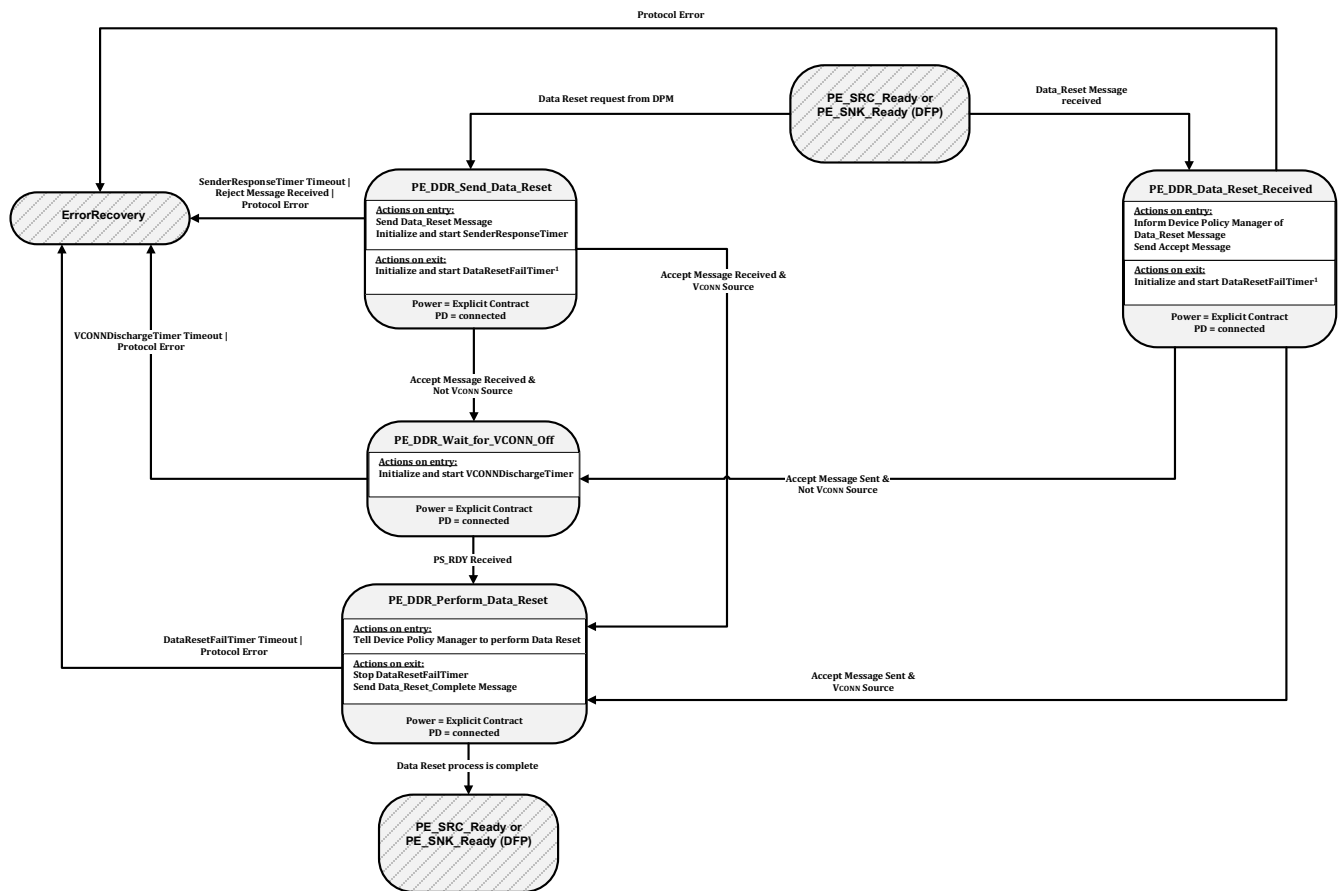 Protocol Error
PE_SRC_Ready or
PE_SNK_Ready (DFP)
Data Reset request from DPM
Data_Reset Message
received
PE_DDR_Send_Data_Reset
Actions on entry:
Send Data_Reset Message
Initialize and start SenderResponseTimer
Actions on exit:
Initialize and start DataResetFailTimer¹
Power = Explicit Contract
PD = connected
PE_DDR_Data_Reset_Received
Actions on entry:
Inform Device Policy Manager of
Data_Reset Message
Send Accept Message
Actions on exit:
Initialize and start DataResetFailTimer¹
Power = Explicit Contract
PD = connected
SenderResponseTimer Timeout |
Reject Message Received |
Protocol Error
ErrorRecovery
Accept Message Received &
VCONN Source
VCONNDischargeTimer Timeout |
Protocol Error
Accept Message Received &
Not VCONN Source
PE_DDR_Wait_for_VCONN_Off
Actions on entry:
Initialize and start VCONNDischargeTimer
Power = Explicit Contract
PD = connected
Accept Message Sent &
Not VCONN Source
PS_RDY Received
PE_DDR_Perform_Data_Reset
Actions on entry:
Tell Device Policy Manager to perform Data Reset
Actions on exit:
Stop DataResetFailTimer
Send Data_Reset_Complete Message
Power = Explicit Contract
PD = connected
DataResetFailTimer Timeout |
Protocol Error
Accept Message Sent &
VCONN Source
Data Reset process is complete
PE_SRC_Ready or
PE_SNK_Ready (DFP)